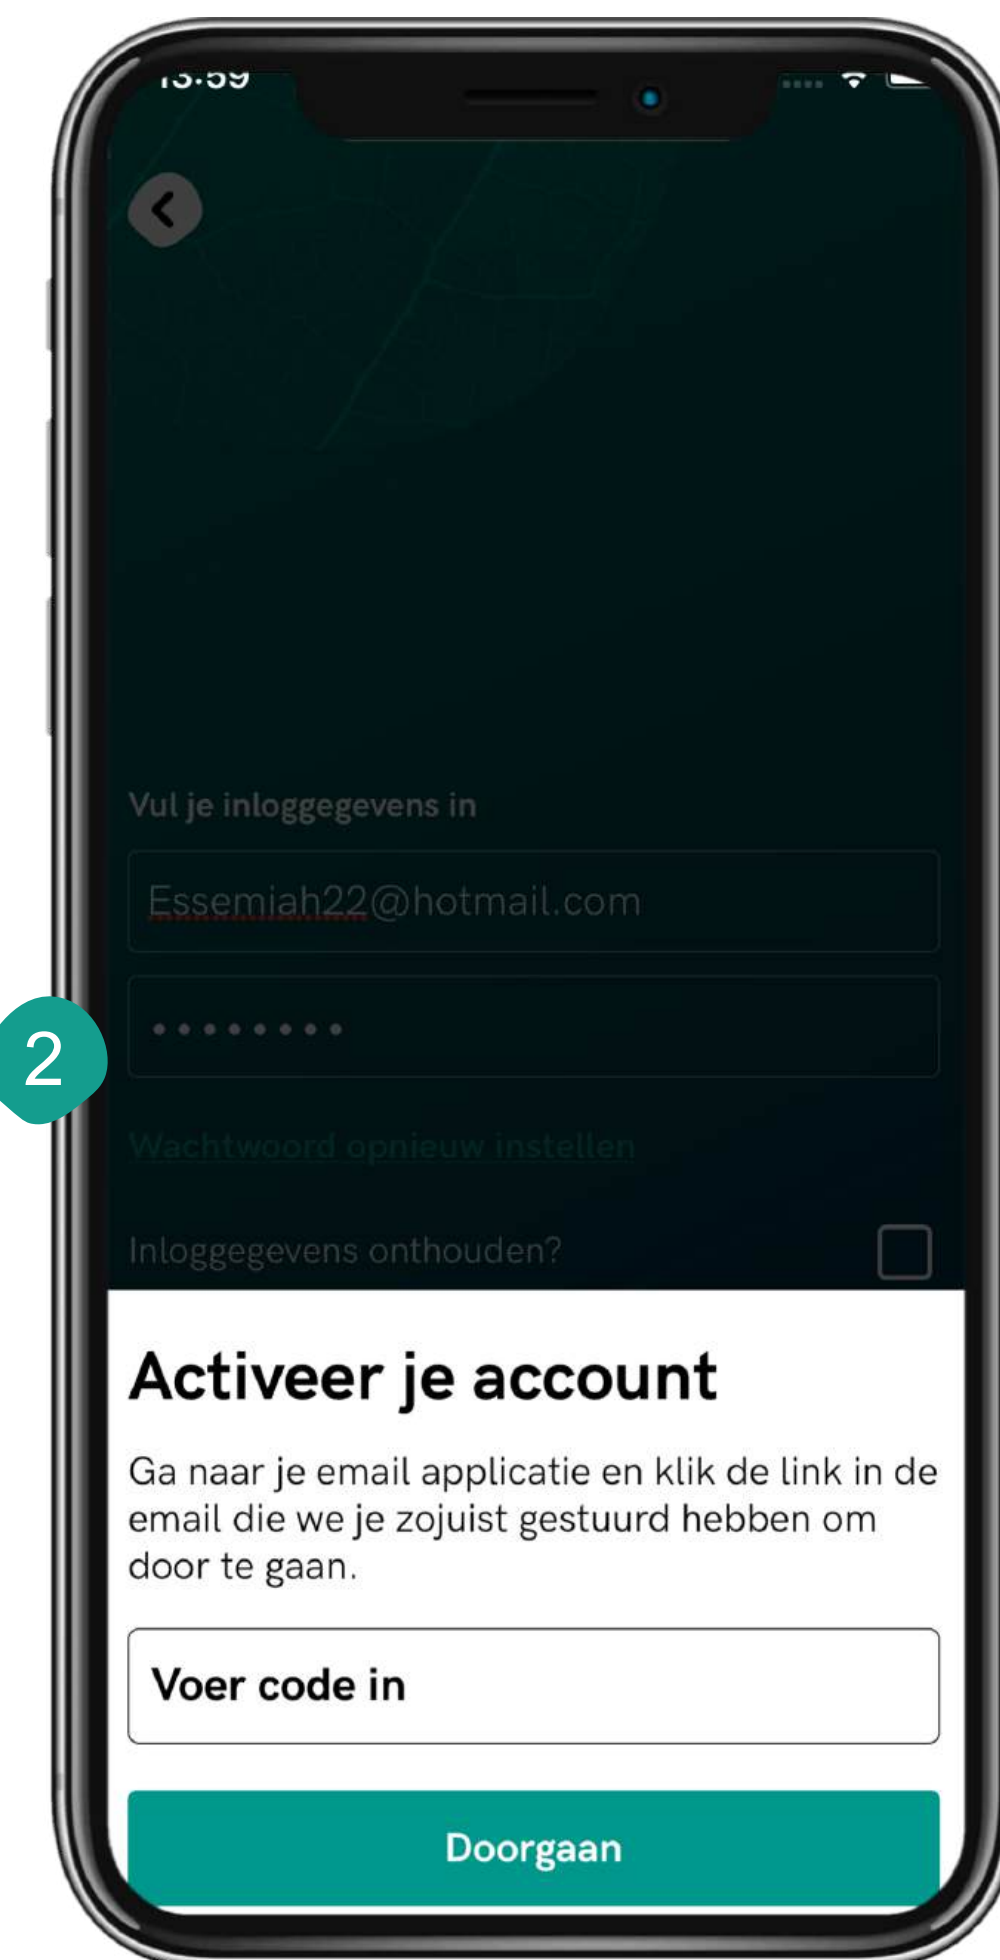 13:59
Vul je inloggegevens in
Essemiah22@hotmail.com
2
Wachtwoord opnieuw instellen
Inloggegevens onthouden?
Activeer je account
Ga naar je email applicatie en klik de link in de
email die we je zojuist gestuurd hebben om
door te gaan.
Voer code in
Doorgaan